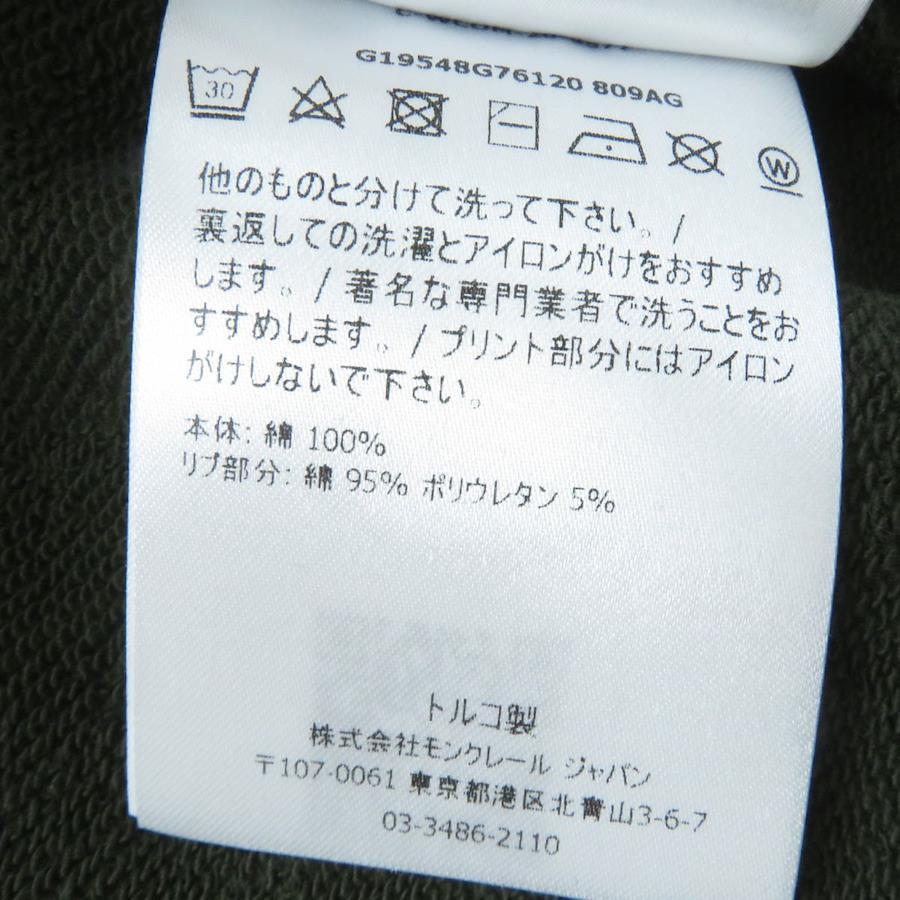 G19548G76120 809AG
30
W
他のものと分けて洗って下さい。/
裏返しての洗濯とアイロンがけをおすすめ
します。/ 著名な専門業者で洗うことをお
すすめします。/ プリント部分にはアイロン
がけしないで下さい。
本体: 綿 100%
リブ部分: 綿 95% ポリウレタン 5%
トルコ製
株式会社モンクレール ジャパン
〒107-0061 東京都港区北青山3-6-7
03-3486-2110